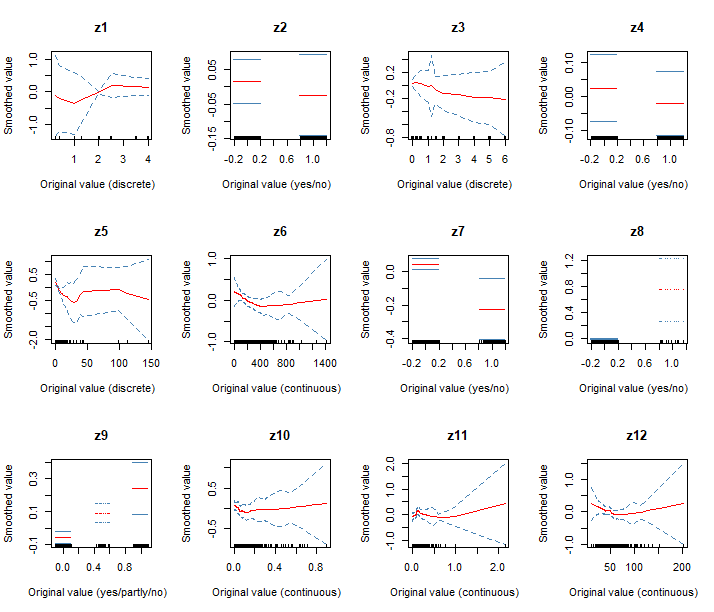 z1
z2
z3
z4
Smoothed value
-1.0 0.0 1.0
1 2 3 4
Original value (discrete)
Smoothed value
-0.15 -0.05 0.05
-0.2 0.2 0.6 1.0
Original value (yes/no)
Smoothed value
-0.8 -0.2 0.2
0 1 2 3 4 5 6
Original value (discrete)
Smoothed value
-0.10 0.00 0.05 0.10
-0.2 0.2 0.6 1.0
Original value (yes/no)
z5
z6
z7
z8
Smoothed value
-2.0 -0.5 0.5
0 50 100 150
Original value (discrete)
Smoothed value
-1.0 0.0 1.0
0 400 800 1400
Original value (continuous)
Smoothed value
-0.4 -0.2 0.0
-0.2 0.2 0.6 1.0
Original value (yes/no)
Smoothed value
0.0 0.4 0.8 1.2
-0.2 0.2 0.6 1.0
Original value (yes/no)
z9
z10
z11
z12
Smoothed value
-0.1 0.1 0.3
0.0 0.4 0.8
Original value (yes/partly/no)
Smoothed value
-0.5 0.5
0.0 0.2 0.4 0.6 0.8
Original value (continuous)
Smoothed value
-1.0 0.0 1.0 2.0
0.0 1.0 2.0
Original value (continuous)
Smoothed value
-1.0 0.0 1.0
50 100 200
Original value (continuous)